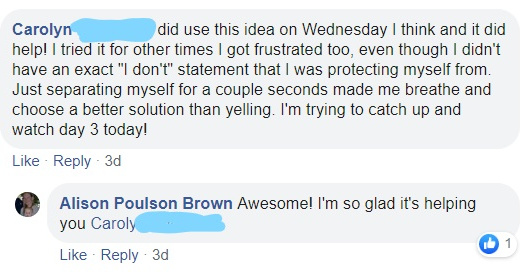 Carolyn did use this idea on Wednesday I think and it did
help! I tried it for other times I got frustrated too, even though I didn't
have an exact "I don't" statement that I was protecting myself from.
Just separating myself for a couple seconds made me breathe and
choose a better solution than yelling. I'm trying to catch up and
watch day 3 today!
Like · Reply · 3d
Alison Poulson Brown Awesome! I'm so glad it's helping
you Caroly
1
Like · Reply · 3d